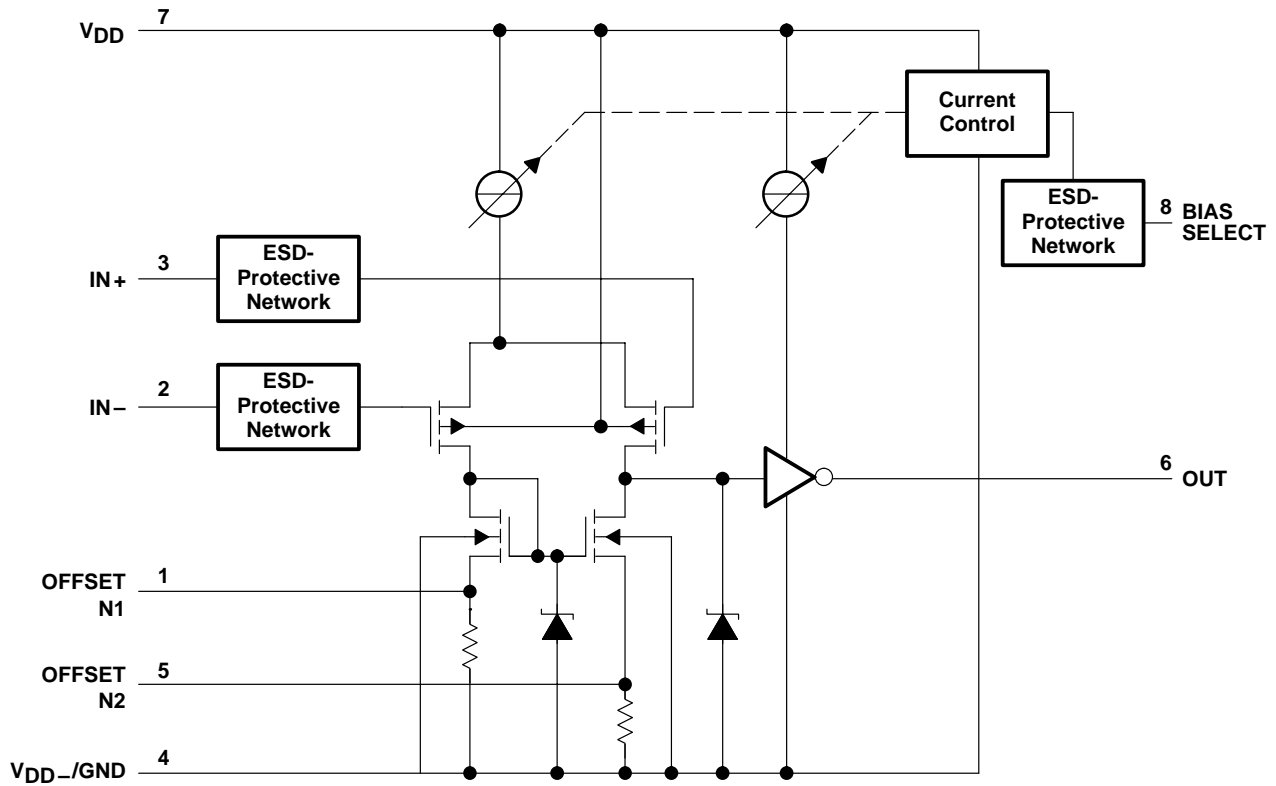 VDD 7
Current
Control
ESD-
Protective
Network
8 BIAS
SELECT
IN+ 3
ESD-
Protective
Network
IN− 2
ESD-
Protective
Network
6 OUT
OFFSET 1
N1
OFFSET 5
N2
VDD−/GND 4